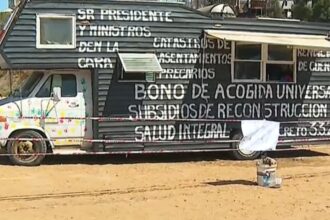 SR PRESIDENTE
Y MINISTROS
DEN LA
CARA
CATASTROS DE
ASENTAMIENTOS
PRECARIOS
CUENTA
BONO DE ACOGIDA UNIVERSAL
SUBSIDIOS DE RECONSTRUCCION
SALUD INTEGRAL